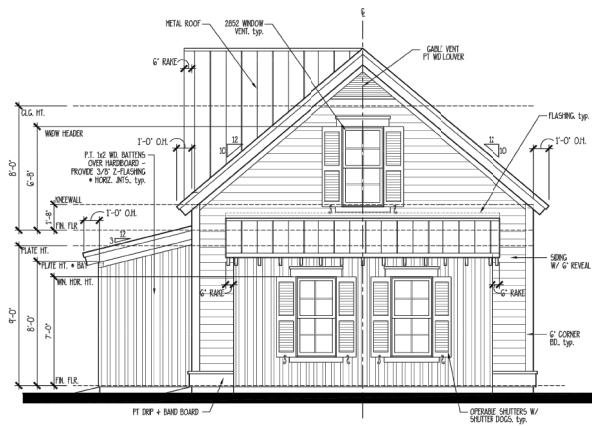 ℄
METAL ROOF
2852 WINDOW
VENT. typ.
GABLE VENT
PT WD LOUVER
6" RAKE
CLG. HT.
FLASHING. typ.
WNDW HEADER
1'-0" O.H.
12
10
12
10
1'-0" O.H.
P.T. 1x2 WD. BATTENS
OVER HARDBOARD -
PROVIDE 3/8" Z-FLASHING
* HORIZ. JNTS. typ.
8'-0"
6'-8"
KNEEWALL
1'-8"
1'-0" O.H.
FIN. FLR.
12
3
PLATE HT.
PLATE HT. * BAY
SIDING
W/ 6" REVEAL
WIN. HDR. HT.
6" RAKE
6" RAKE
9'-0"
8'-0"
7'-0"
6" CORNER
BD., typ.
FIN. FLR.
PT DRIP + BAND BOARD
OPERABLE SHUTTERS W/
SHUTTER DOGS. typ.